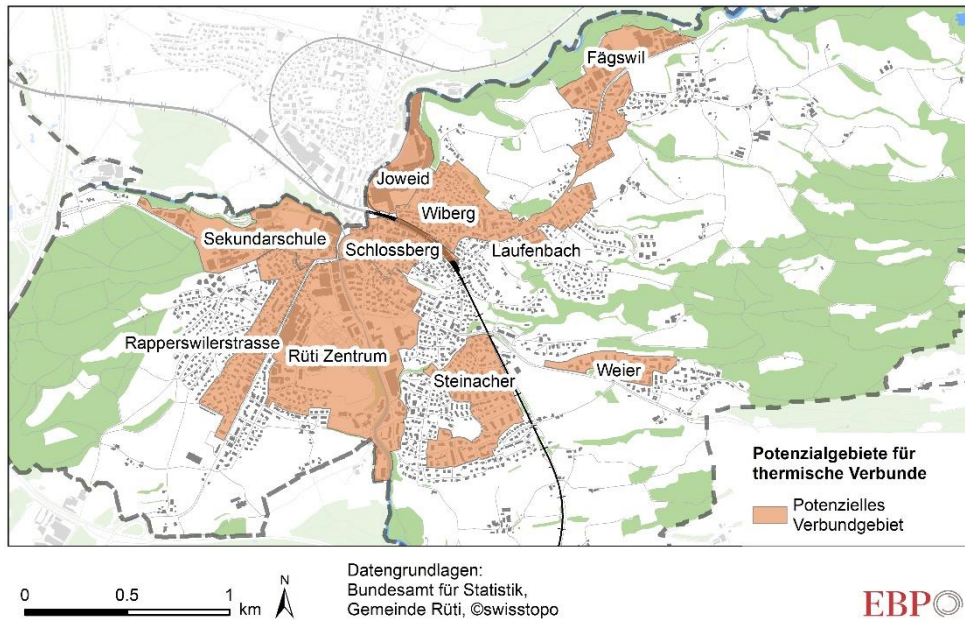 Fägswil
Joweid
Wiberg
Sekundarschule
Schlossberg
Laufenbach
Rapperswilerstrasse
Rüti Zentrum
Weier
Steinacher
Potenzialgebiete für
thermische Verbunde
Potenzielles
Verbundgebiet
0 0.5 1
km
N
Datengrundlagen:
Bundesamt für Statistik,
Gemeinde Rüti, ©swisstopo
EBP